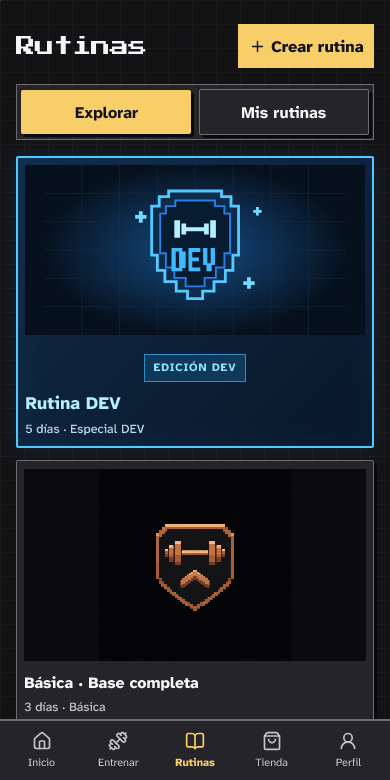 Rutinas
+ Crear rutina
Explorar
Mis rutinas
DEV
EDICIÓN DEV
Rutina DEV
5 días · Especial DEV
Básica · Base completa
3 días · Básica
Inicio
Entrenar
Rutinas
Tienda
Perfil